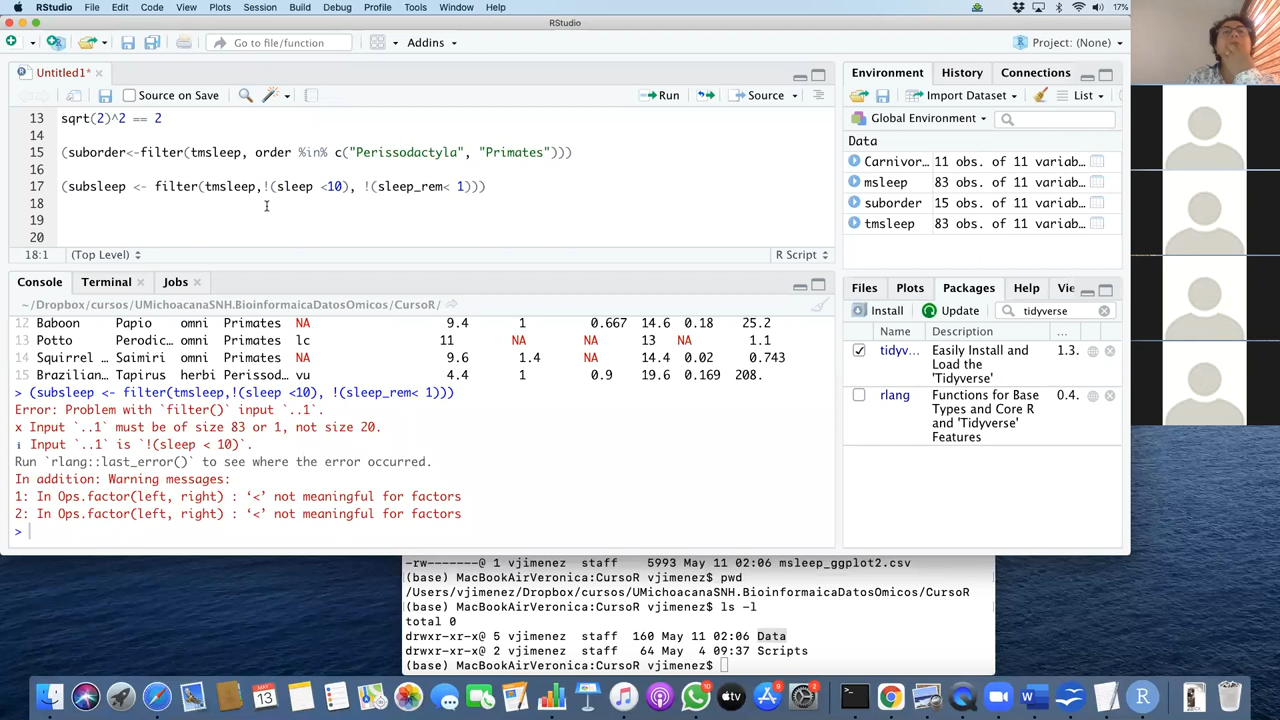 RStudio File Edit Code View Plots Session Build Debug Profile Tools Window Help 17%
RStudio
Go to file/function Addins Project: (None)
Untitled1*
Source on Save Run Source
13 sqrt(2)^2 == 2
14
15 (suborder<-filter(tmsleep, order %in% c("Perissodactyla", "Primates")))
16
17 (subsleep <- filter(tmsleep,!(sleep <10), !(sleep_rem< 1)))
18
19
20
18:1 (Top Level) R Script
Console Terminal Jobs
~/Dropbox/cursos/UMichoacanaSNH.BioinformaicaDatosOmicos/CursoR/
12 Baboon Papio omni Primates NA 9.4 1 0.667 14.6 0.18 25.2
13 Potto Perodic… lc Primates 11 NA NA 13 NA 1.1
14 Squirrel … Saimiri omni Primates NA 9.6 1.4 NA 14.4 0.02 0.743
15 Brazilian… Tapirus herbi Perissod… vu 4.4 1 0.9 19.6 0.169 208.
> (subsleep <- filter(tmsleep,!(sleep <10), !(sleep_rem< 1)))
Error: Problem with `filter()` input `..1`.
x Input `..1` must be of size 83 or 1, not size 20.
i Input `..1` is `!(sleep < 10)`.
Run `rlang::last_error()` to see where the error occurred.
In addition: Warning messages:
1: In Ops.factor(left, right) : ‘<’ not meaningful for factors
2: In Ops.factor(left, right) : ‘<’ not meaningful for factors
>
Environment History Connections
Import Dataset List
Global Environment
Data
Carnivor… 11 obs. of 11 variab…
msleep 83 obs. of 11 variab…
suborder 15 obs. of 11 variab…
tmsleep 83 obs. of 11 variab…
Files Plots Packages Help Vie
Install Update tidyverse
Name Description …
tidyv… Easily Install and Load the 'Tidyverse' 1.3.
rlang Functions for Base Types and Core R and 'Tidyverse' Features 0.4.
-rw-------@ 1 vjimenez staff 5993 May 11 02:06 msleep_ggplot2.csv
(base) MacBookAirVeronica:CursoR vjimenez$ pwd
/Users/vjimenez/Dropbox/cursos/UMichoacanaSNH.BioinformaicaDatosOmicos/CursoR
(base) MacBookAirVeronica:CursoR vjimenez$ ls -l
total 0
drwxr-xr-x@ 5 vjimenez staff 160 May 11 02:06 Data
drwxr-xr-x@ 2 vjimenez staff 64 May 4 09:37 Scripts
(base) MacBookAirVeronica:CursoR vjimenez$